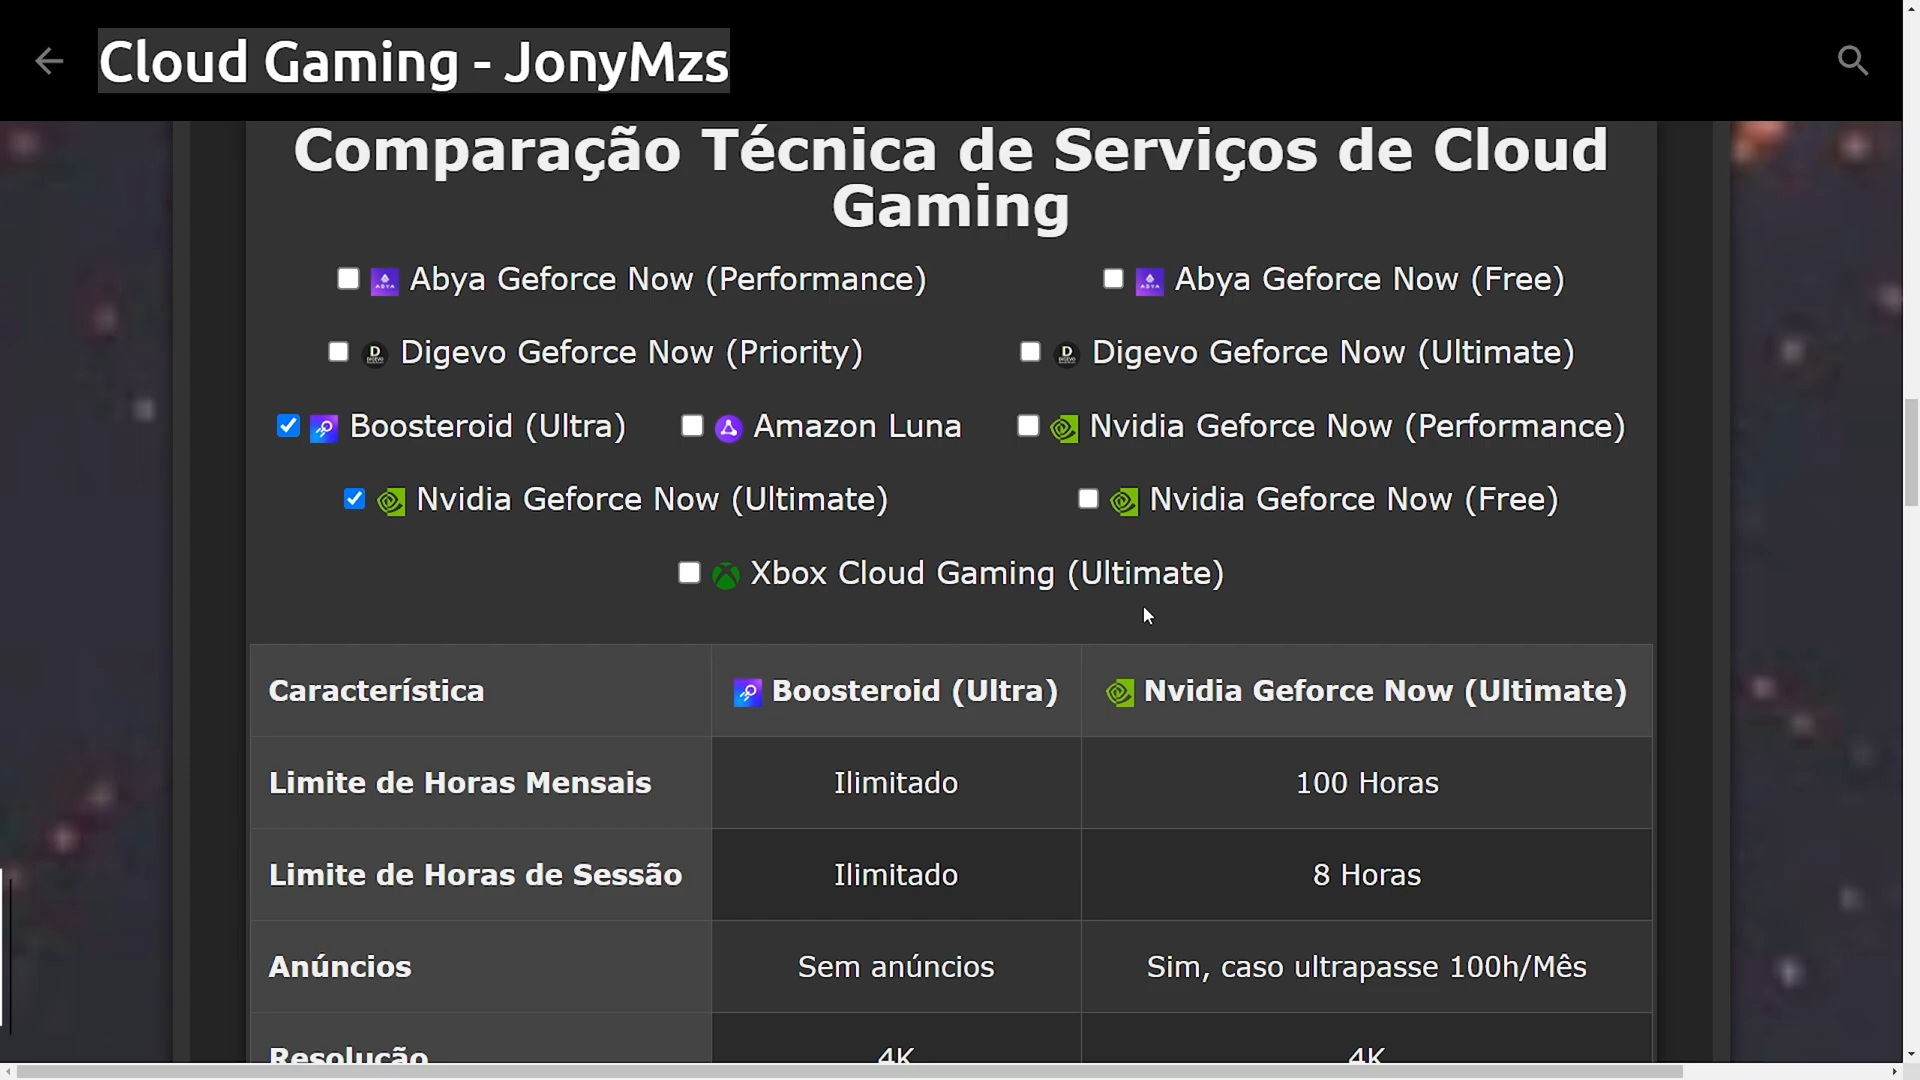 Cloud Gaming - JonyMzs
Comparação Técnica de Serviços de Cloud
Gaming
Abya Geforce Now (Performance)
Abya Geforce Now (Free)
Digevo Geforce Now (Priority)
Digevo Geforce Now (Ultimate)
Boosteroid (Ultra)
Amazon Luna
Nvidia Geforce Now (Performance)
Nvidia Geforce Now (Ultimate)
Nvidia Geforce Now (Free)
Xbox Cloud Gaming (Ultimate)
Característica
Boosteroid (Ultra)
Nvidia Geforce Now (Ultimate)
Limite de Horas Mensais
Ilimitado
100 Horas
Limite de Horas de Sessão
Ilimitado
8 Horas
Anúncios
Sem anúncios
Sim, caso ultrapasse 100h/Mês
Resolução
4K
4K